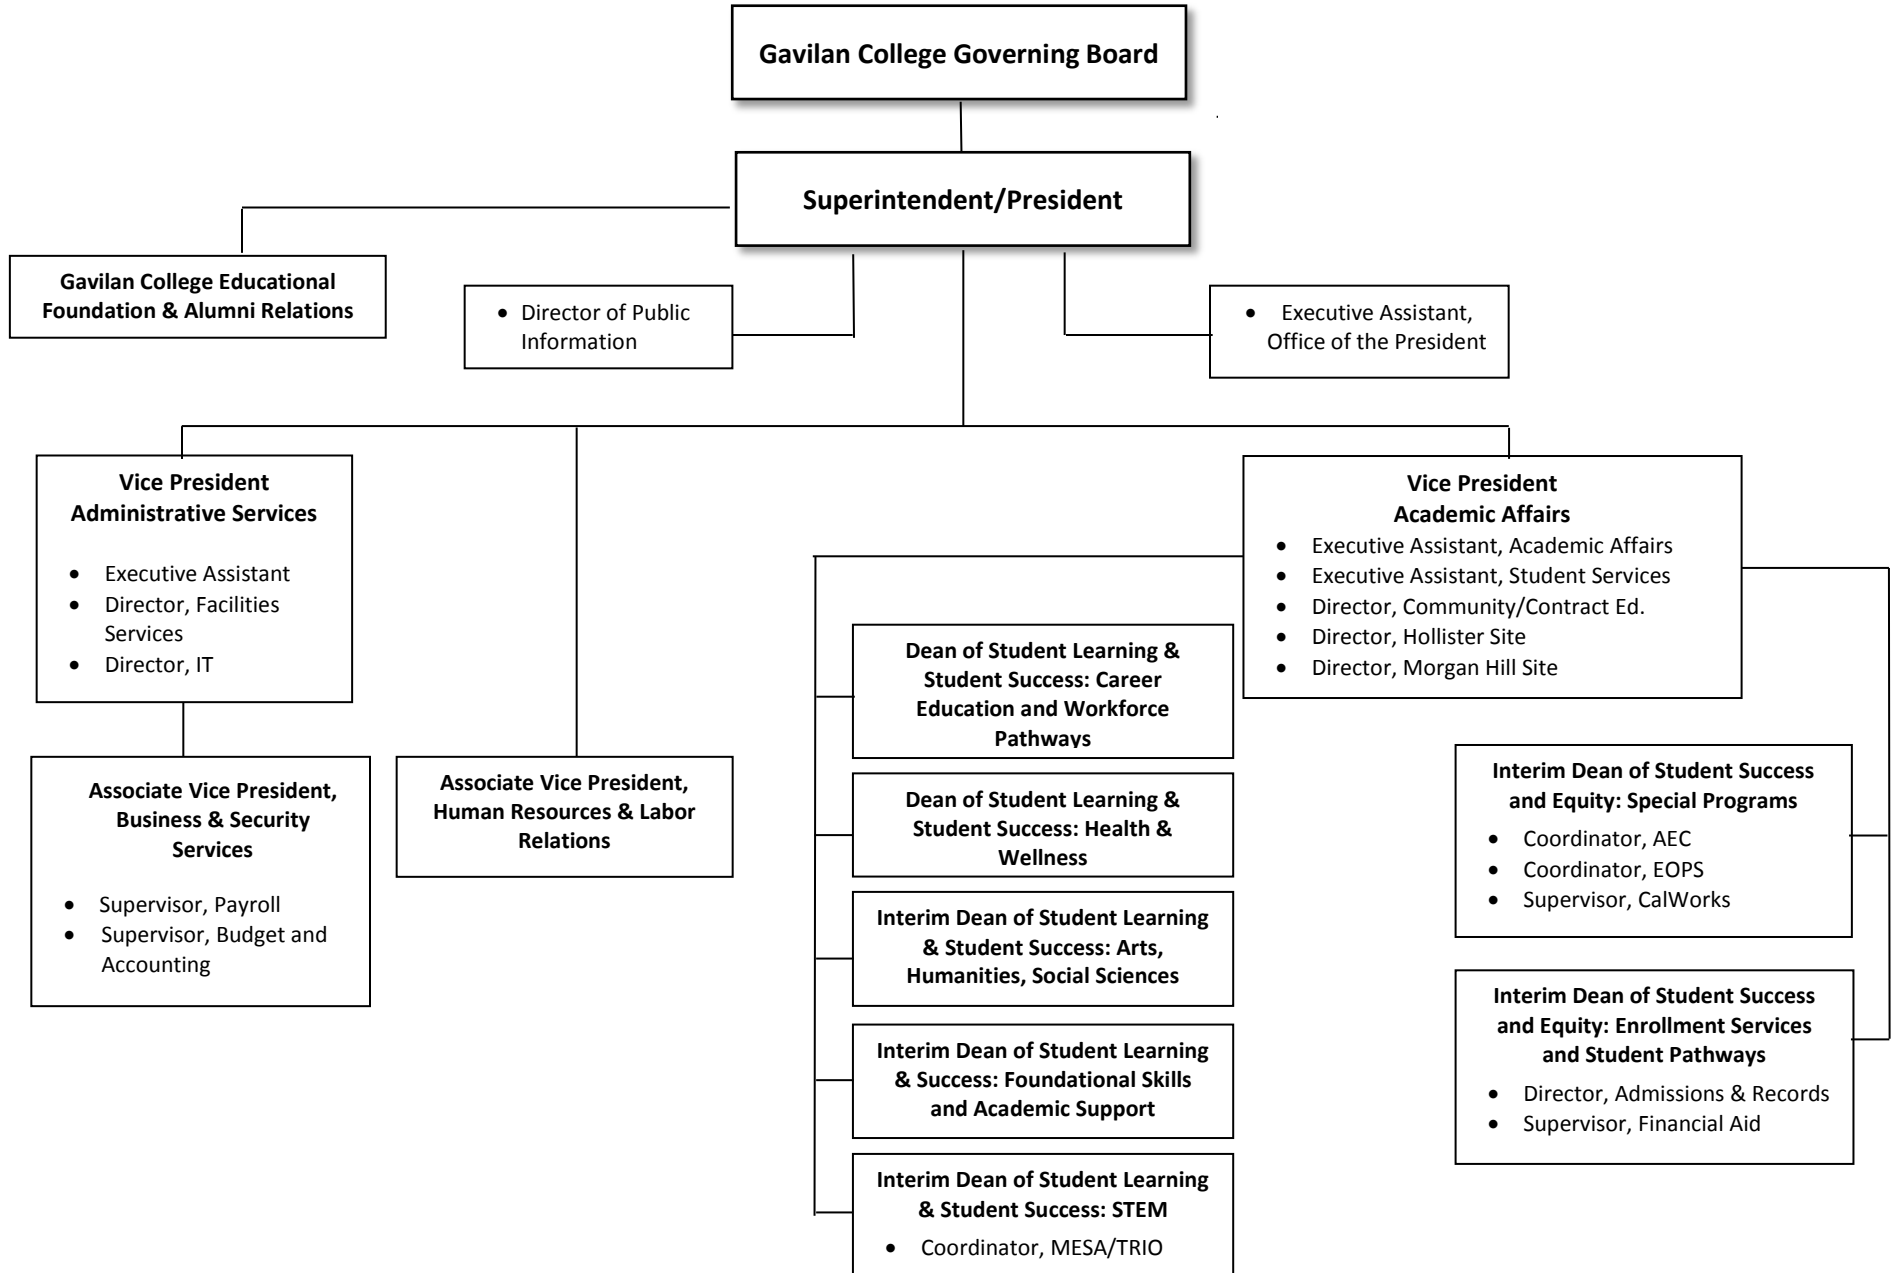 Gavilan College Governing Board
Superintendent/President
Gavilan College Educational
Foundation & Alumni Relations
• Director of Public
Information
• Executive Assistant,
Office of the President
Vice President
Administrative Services
• Executive Assistant
• Director, Facilities
Services
• Director, IT
Associate Vice President,
Business & Security
Services
• Supervisor, Payroll
• Supervisor, Budget and
Accounting
Associate Vice President,
Human Resources & Labor
Relations
Vice President
Academic Affairs
• Executive Assistant, Academic Affairs
• Executive Assistant, Student Services
• Director, Community/Contract Ed.
• Director, Hollister Site
• Director, Morgan Hill Site
Dean of Student Learning &
Student Success: Career
Education and Workforce
Pathways
Dean of Student Learning &
Student Success: Health &
Wellness
Interim Dean of Student Learning
& Student Success: Arts,
Humanities, Social Sciences
Interim Dean of Student Learning
& Success: Foundational Skills
and Academic Support
Interim Dean of Student Learning
& Student Success: STEM
• Coordinator, MESA/TRIO
Interim Dean of Student Success
and Equity: Special Programs
• Coordinator, AEC
• Coordinator, EOPS
• Supervisor, CalWorks
Interim Dean of Student Success
and Equity: Enrollment Services
and Student Pathways
• Director, Admissions & Records
• Supervisor, Financial Aid